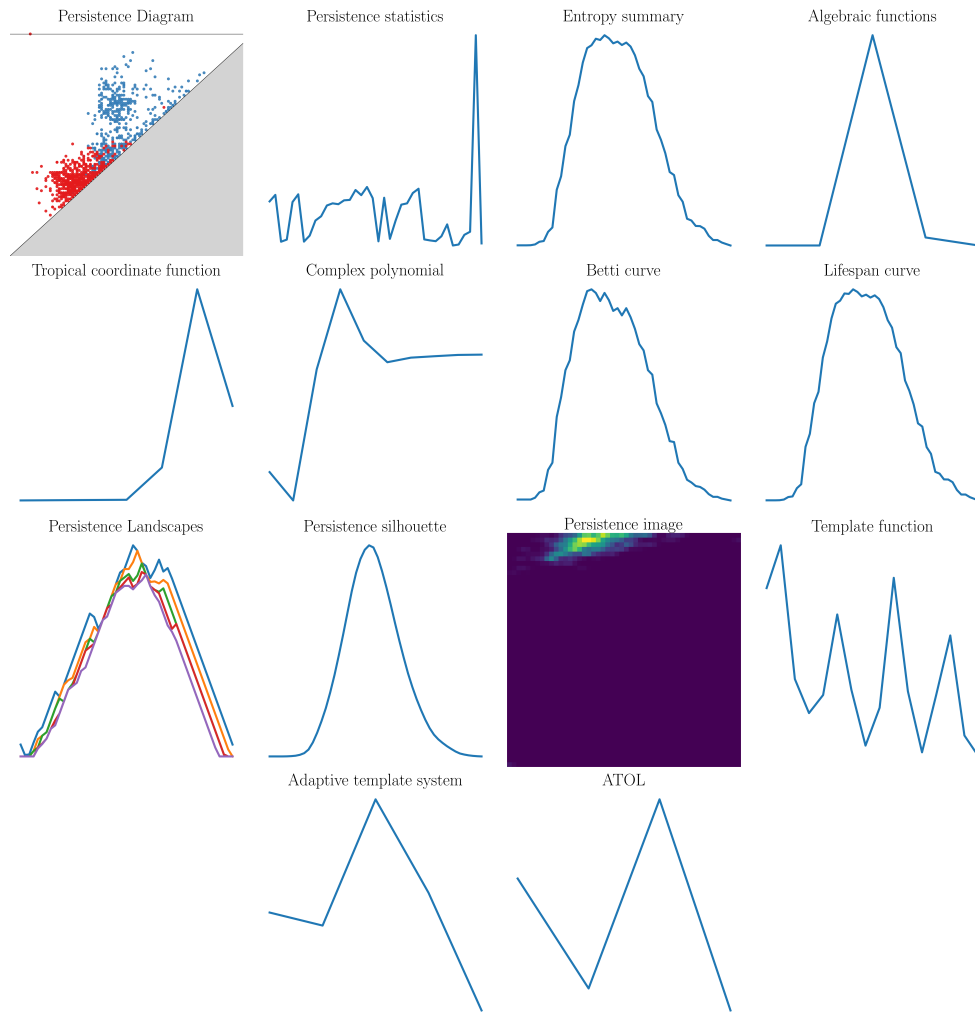 Persistence Diagram
Persistence statistics
Entropy summary
Algebraic functions
Tropical coordinate function
Complex polynomial
Betti curve
Lifespan curve
Persistence Landscapes
Persistence silhouette
Persistence image
Template function
Adaptive template system
ATOL